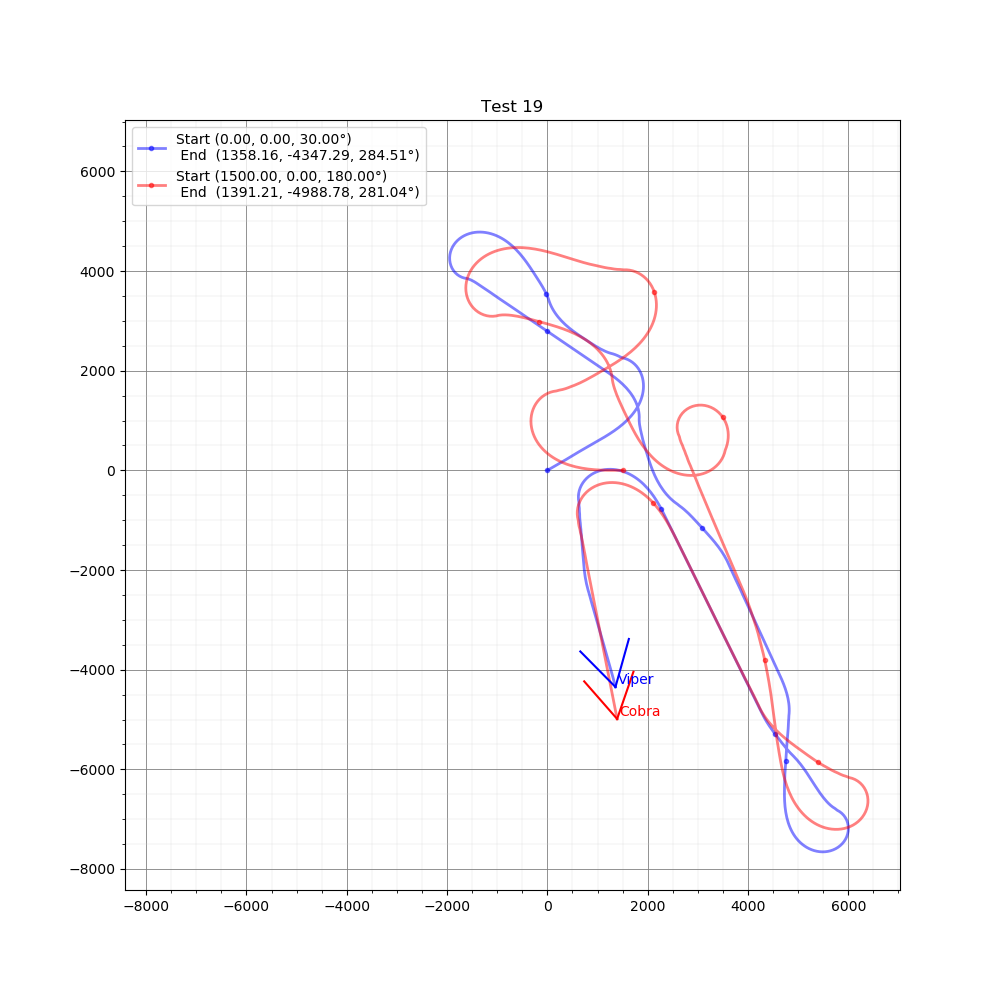 Test 19
Start (0.00, 0.00, 30.00°)
End (1358.16, -4347.29, 284.51°)
Start (1500.00, 0.00, 180.00°)
End (1391.21, -4988.78, 281.04°)
6000
4000
2000
0
−2000
−4000
−6000
−8000
Viper
Cobra
−8000 −6000 −4000 −2000 0 2000 4000 6000